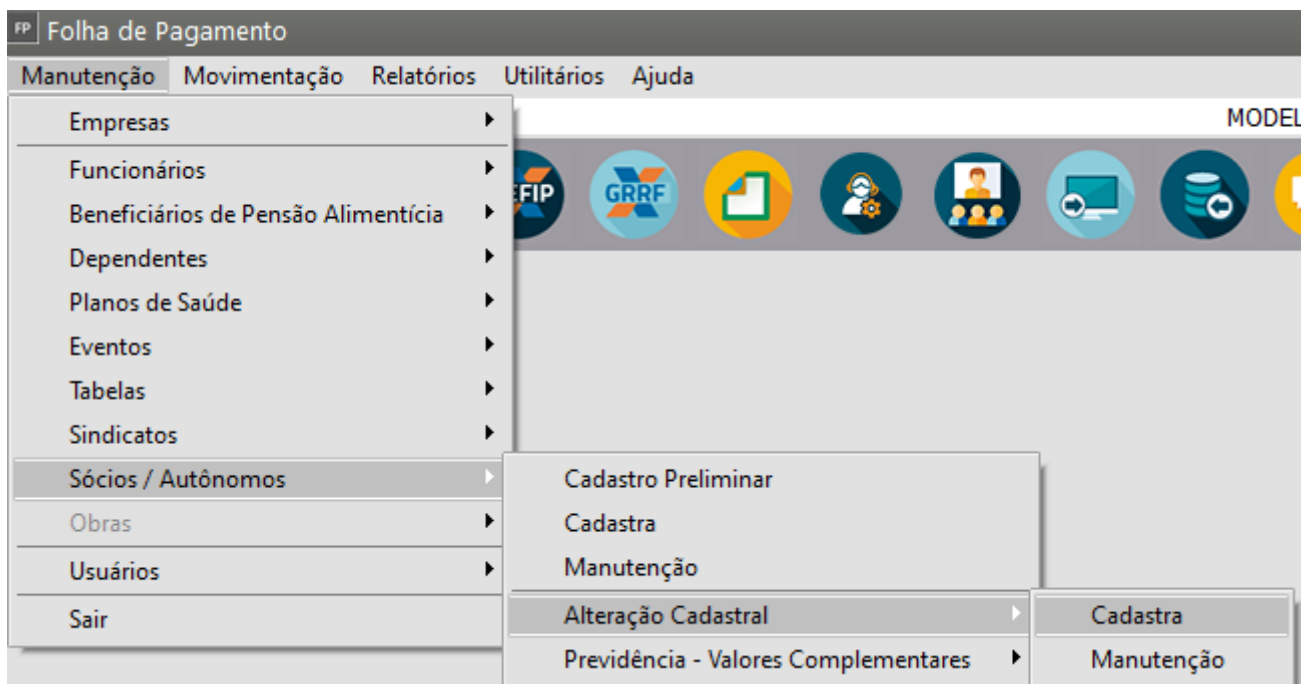 FP Folha de Pagamento
Manutenção Movimentação Relatórios Utilitários Ajuda
Empresas
MODEL
Funcionários
EFIP GRRF
Beneficiários de Pensão Alimentícia
Dependentes
Planos de Saúde
Eventos
Tabelas
Sindicatos
Sócios / Autônomos
Cadastro Preliminar
Obras
Cadastra
Usuários
Manutenção
Sair
Alteração Cadastral
Cadastra
Previdência - Valores Complementares
Manutenção